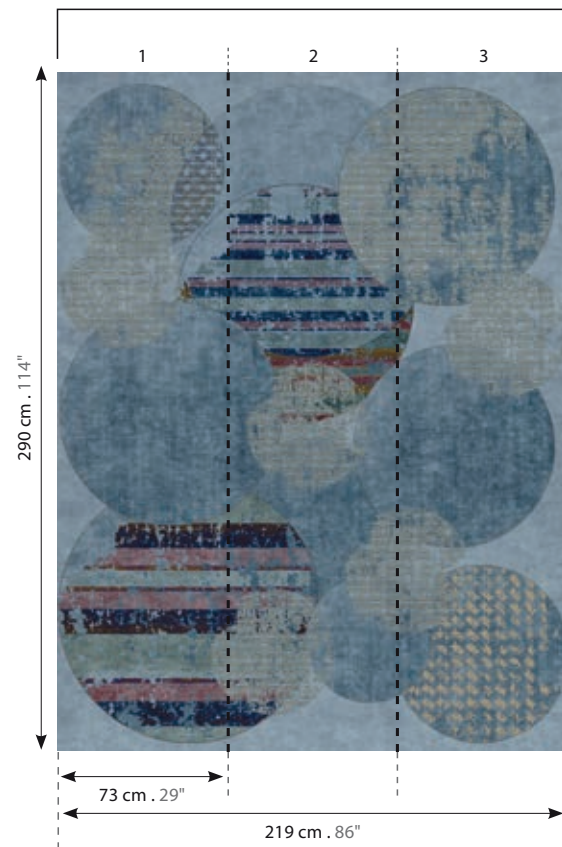 1 2 3
290 cm . 114"
73 cm . 29"
219 cm . 86"